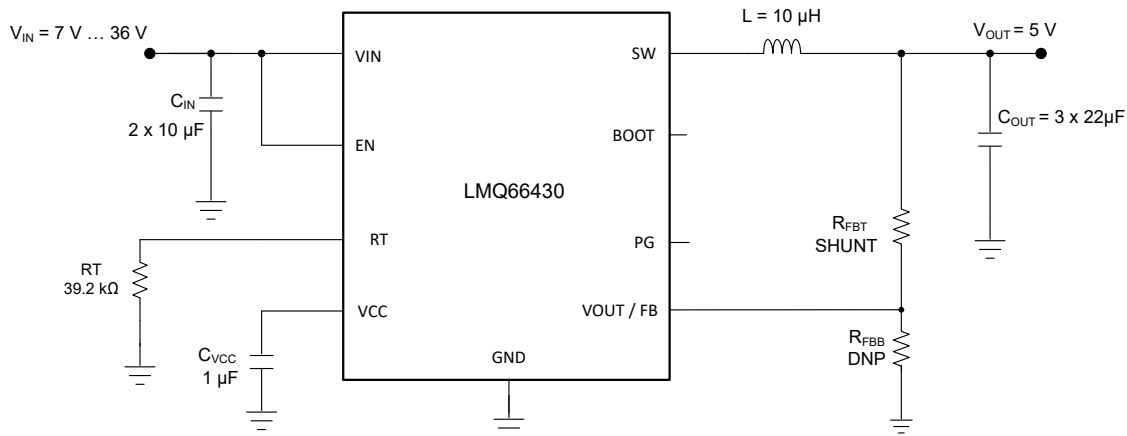 V_IN = 7 V ... 36 V
L = 10 µH
V_OUT = 5 V
VIN
SW
C_IN
2 x 10 µF
C_OUT = 3 x 22µF
EN
BOOT
LMQ66430
RT
PG
R_FBT
SHUNT
RT
39.2 kΩ
VCC
VOUT / FB
C_VCC
1 µF
GND
R_FBB
DNP